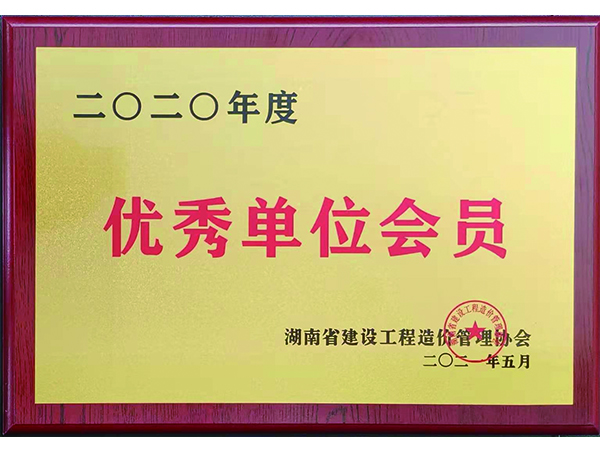 二〇二〇年度
优秀单位会员
湖南省建设工程造价管理协会
二〇二一年五月